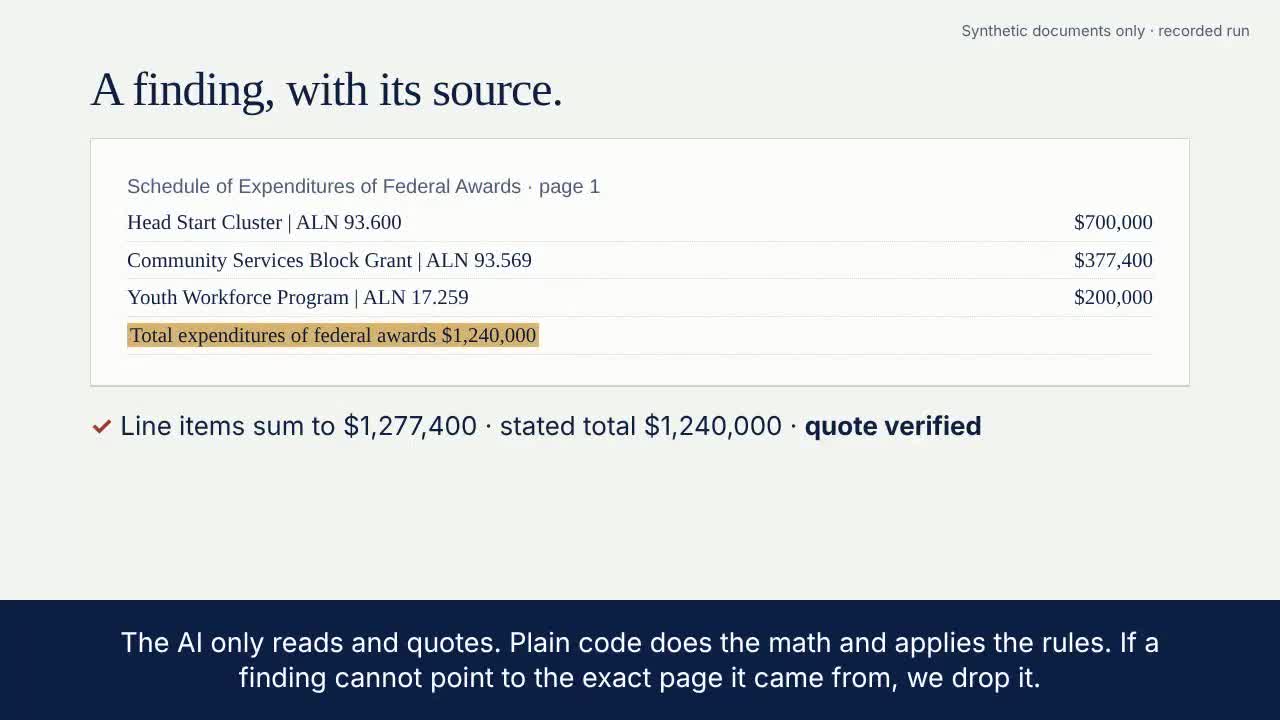 Synthetic documents only · recorded run
A finding, with its source.
Schedule of Expenditures of Federal Awards · page 1
Head Start Cluster | ALN 93.600 $700,000
Community Services Block Grant | ALN 93.569 $377,400
Youth Workforce Program | ALN 17.259 $200,000
Total expenditures of federal awards $1,240,000
✓ Line items sum to $1,277,400 · stated total $1,240,000 · quote verified
The AI only reads and quotes. Plain code does the math and applies the rules. If a
finding cannot point to the exact page it came from, we drop it.